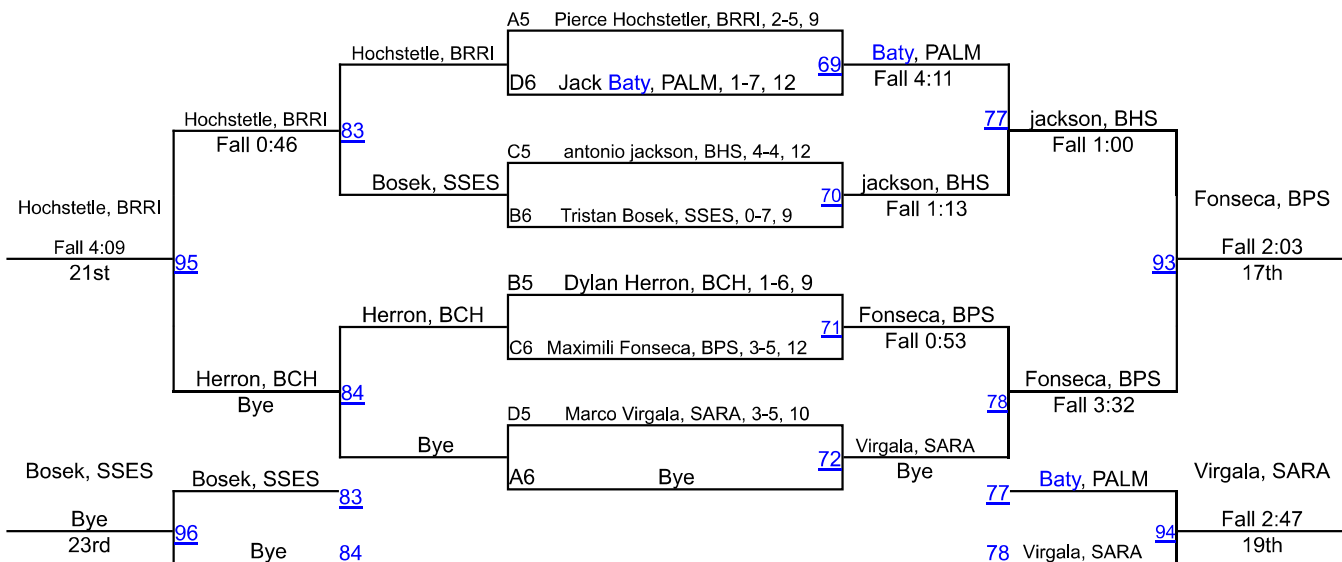 A5 Pierce Hochstetler, BRRI, 2-5, 9
Hochstetle, BRRI
69
Baty, PALM
D6 Jack Baty, PALM, 1-7, 12
Fall 4:11
Hochstetle, BRRI
83
77
jackson, BHS
Fall 0:46
Fall 1:00
C5 antonio jackson, BHS, 4-4, 12
Bosek, SSES
70
jackson, BHS
B6 Tristan Bosek, SSES, 0-7, 9
Fall 1:13
Hochstetle, BRRI
Fonseca, BPS
Fall 4:09
95
93
Fall 2:03
21st
17th
B5 Dylan Herron, BCH, 1-6, 9
Herron, BCH
71
Fonseca, BPS
C6 Maximili Fonseca, BPS, 3-5, 12
Fall 0:53
Herron, BCH
84
78
Fonseca, BPS
Bye
Fall 3:32
D5 Marco Virgala, SARA, 3-5, 10
Bye
72
Virgala, SARA
A6 Bye
Bye
Bosek, SSES
Bosek, SSES
83
77
Baty, PALM
Virgala, SARA
Bye
96
94
Fall 2:47
23rd
Bye
84
78
Virgala, SARA
19th